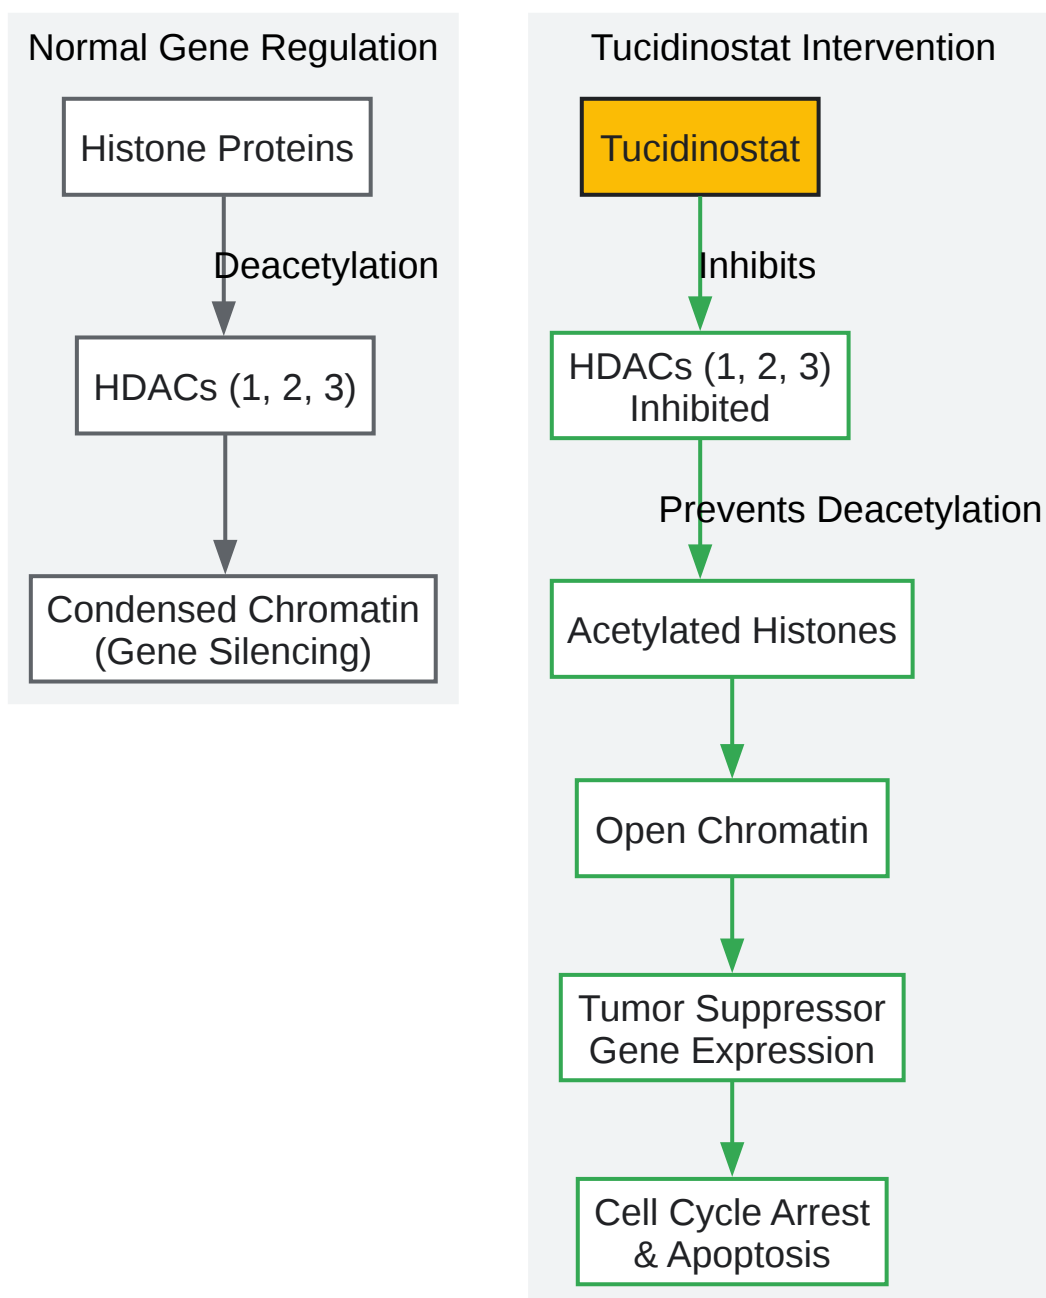 Normal Gene Regulation
Histone Proteins
Deacetylation
HDACs (1, 2, 3)
Condensed Chromatin
(Gene Silencing)
Tucidinostat Intervention
Tucidinostat
Inhibits
HDACs (1, 2, 3)
Inhibited
Prevents Deacetylation
Acetylated Histones
Open Chromatin
Tumor Suppressor
Gene Expression
Cell Cycle Arrest
& Apoptosis